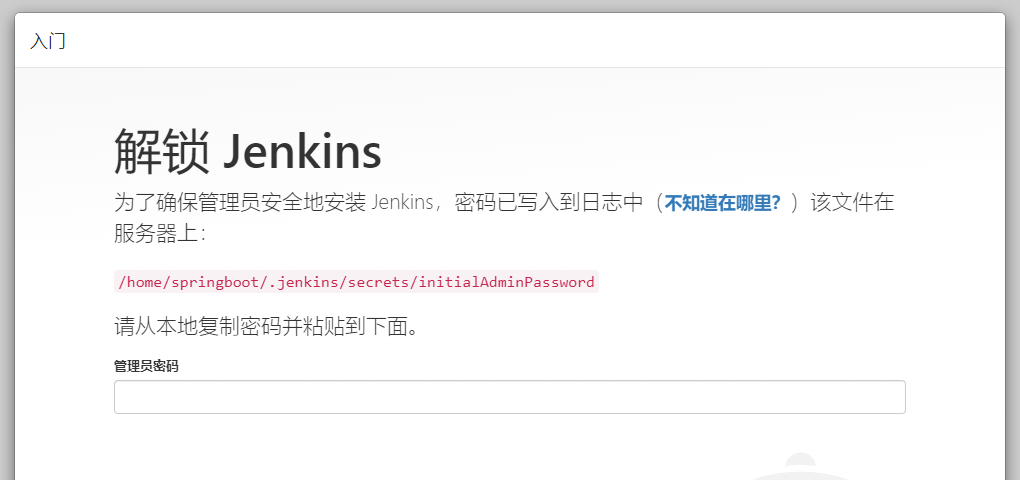 入门
解锁 Jenkins
为了确保管理员安全地安装 Jenkins，密码已写入到日志中（不知道在哪里？）该文件在
服务器上：
/home/springboot/.jenkins/secrets/initialAdminPassword
请从本地复制密码并粘贴到下面。
管理员密码